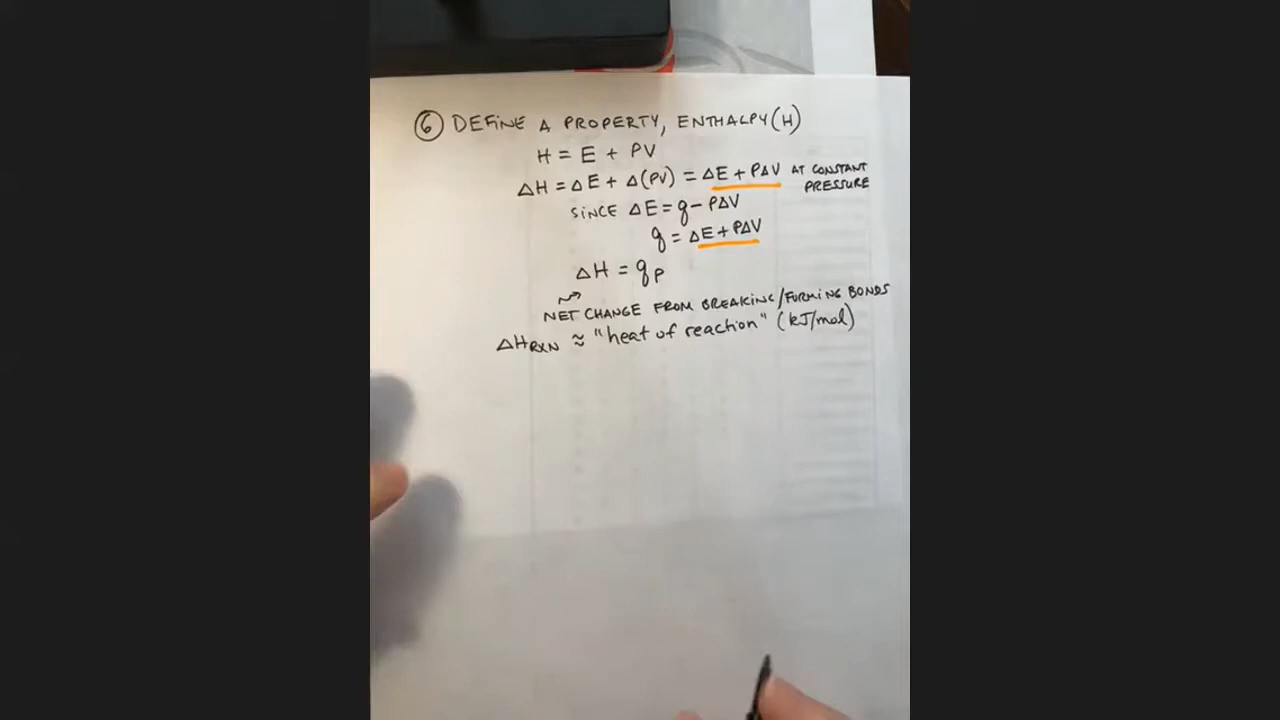 ⑥ DEFINE A PROPERTY, ENTHALPY (H)
H = E + PV
ΔH = ΔE + Δ(PV) = ΔE + PΔV AT CONSTANT PRESSURE
SINCE ΔE = q - PΔV
q = ΔE + PΔV
ΔH = qP
NET CHANGE FROM BREAKING/FORMING BONDS
ΔHRXN ≈ "heat of reaction" (kJ/mol)